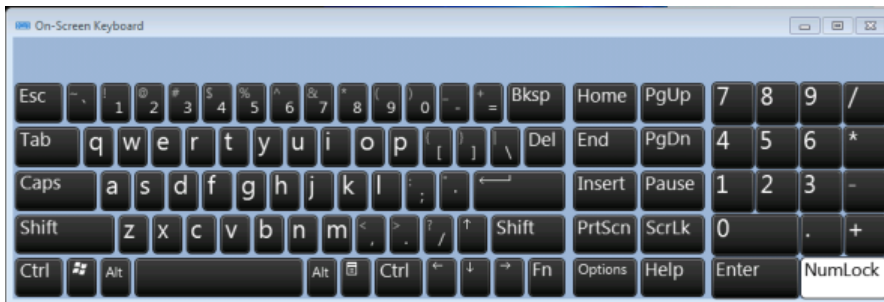 On-Screen Keyboard
Esc ~ ` ! 1 @ 2 # 3 $ 4 % 5 ^ 6 & 7 * 8 ( 9 ) 0 _ - + = Bksp Home PgUp 7 8 9 /
Tab q w e r t y u i o p { [ } ] | \ Del End PgDn 4 5 6 *
Caps a s d f g h j k l : ; " ' Insert Pause 1 2 3 -
Shift z x c v b n m < , > . ? / ↑ Shift PrtScn ScrLk 0 . +
Ctrl Alt Alt Ctrl ← ↓ → Fn Options Help Enter NumLock